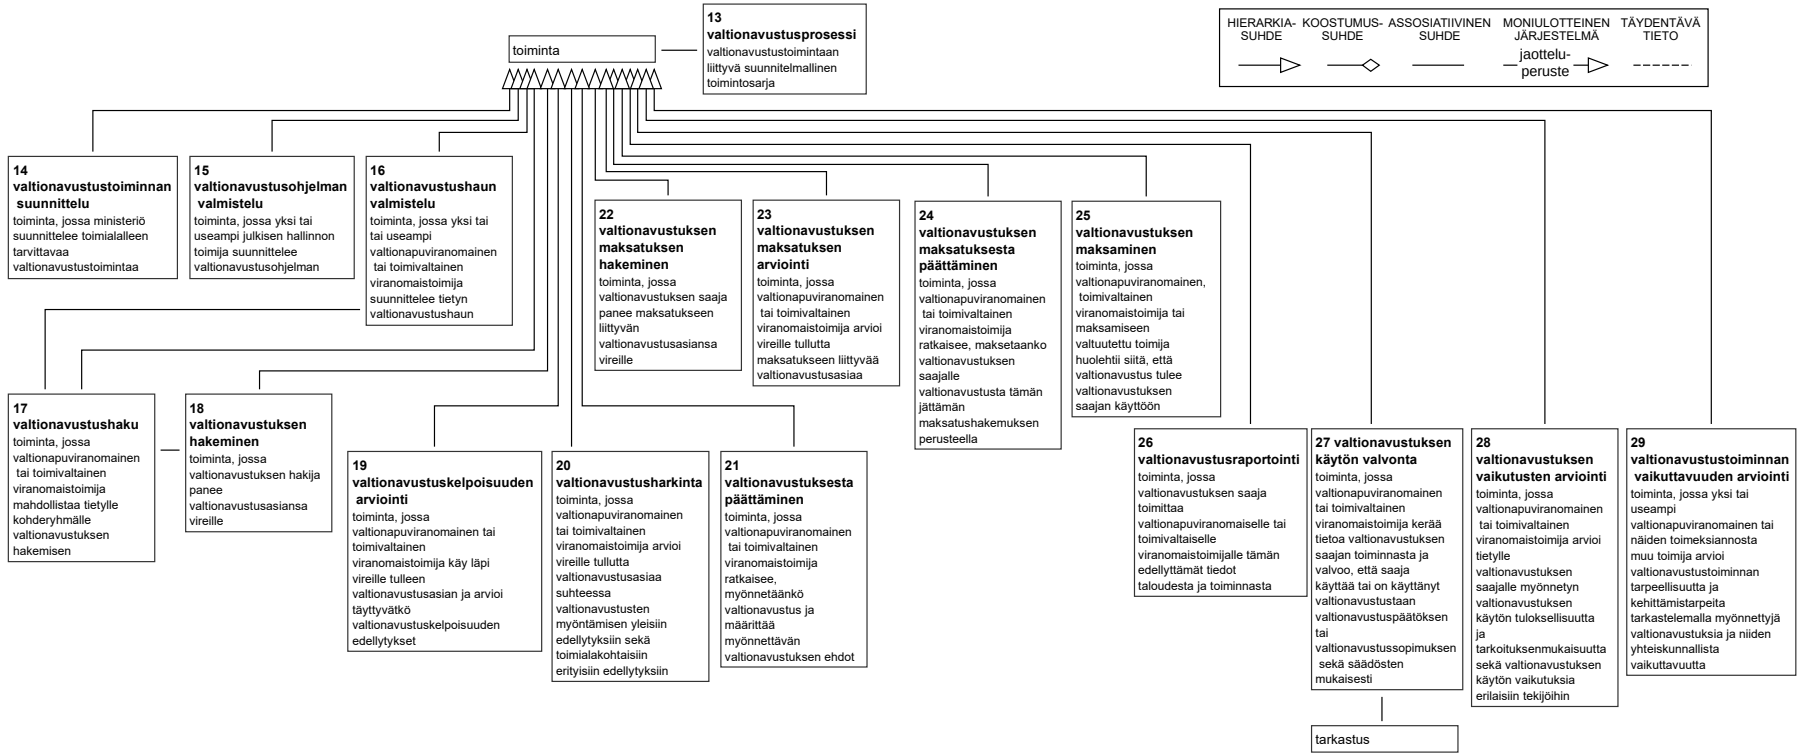 13
valtionavustusprosessi
valtionavustustoimintaan
liittyvä suunnitelmallinen
toimintosarja
toiminta
HIERARKIA-
SUHDE
KOOSTUMUS-
SUHDE
ASSOSIATIIVINEN
SUHDE
MONIULOTTEINEN
JÄRJESTELMÄ
jaottelu-
peruste
TÄYDENTÄVÄ
TIETO
14
valtionavustustoiminnan
suunnittelu
toiminta, jossa ministeriö
suunnittelee toimialalleen
tarvittavaa
valtionavustustoimintaa
15
valtionavustusohjelman
valmistelu
toiminta, jossa yksi tai
useampi julkisen hallinnon
toimija suunnittelee
valtionavustusohjelman
16
valtionavustushaun
valmistelu
toiminta, jossa yksi tai
tai useampi
valtionapuviranomainen
tai toimivaltainen
viranomaistoimija
suunnittelee tietyn
valtionavustushaun
17
valtionavustushaku
toiminta, jossa
valtionapuviranomainen
tai toimivaltainen
viranomaistoimija
mahdollistaa tietylle
kohderyhmälle
valtionavustuksen
hakemisen
18
valtionavustuksen
hakeminen
toiminta, jossa
valtionavustuksen hakija
panee
valtionavustusasiansa
vireille
19
valtionavustuskelpoisuuden
arviointi
toiminta, jossa
valtionapuviranomainen tai
toimivaltainen
viranomaistoimija käy läpi
vireille tulleen
valtionavustusasian ja arvioi
täyttyvätkö
valtionavustuskelpoisuuden
edellytykset
20
valtionavustusharkinta
toiminta, jossa
valtionapuviranomainen
tai toimivaltainen
viranomaistoimija arvioi
vireille tullutta
valtionavustusasiaa
suhteessa
valtionavustusten
myöntämisen yleisiin
edellytyksiin sekä
toimialakohtaisiin
erityisiin edellytyksiin
21
valtionavustuksesta
päättäminen
toiminta, jossa
valtionapuviranomainen
tai toimivaltainen
viranomaistoimija
ratkaisee,
myönnetäänkö
valtionavustus ja
määrittää
myönnettävän
valtionavustuksen ehdot
22
valtionavustuksen
maksatuksen
hakeminen
toiminta, jossa
valtionavustuksen saaja
panee maksatukseen
liittyvän
valtionavustusasiansa
vireille
23
valtionavustuksen
maksatuksen
arviointi
toiminta, jossa
valtionapuviranomainen
tai toimivaltainen
viranomaistoimija arvioi
vireille tullutta
maksatukseen liittyvää
valtionavustusasiaa
24
valtionavustuksen
maksatuksesta
päättäminen
toiminta, jossa
valtionapuviranomainen
tai toimivaltainen
viranomaistoimija
ratkaisee, maksetaanko
valtionavustuksen
saajalle
valtionavustusta tämän
jättämän
maksatushakemuksen
perusteella
25
valtionavustuksen
maksaminen
toiminta, jossa
valtionapuviranomainen,
toimivaltainen
viranomaistoimija tai
maksamiseen
valtuutettu toimija
huolehtii siitä, että
valtionavustus tulee
valtionavustuksen
saajan käyttöön
26
valtionavustusraportointi
toiminta, jossa
valtionavustuksen saaja
toimittaa
valtionapuviranomaiselle tai
toimivaltaiselle
viranomaistoimijalle tämän
edellyttämät tiedot
taloudesta ja toiminnasta
27 valtionavustuksen
käytön valvonta
toiminta, jossa
valtionapuviranomainen
tai toimivaltainen
viranomaistoimija kerää
tietoa valtionavustuksen
saajan toiminnasta ja
valvoo, että saaja
käyttää tai on käyttänyt
valtionavustustaan
valtionavustuspäätöksen
tai
valtionavustussopimuksen
sekä säädösten
mukaisesti
28
valtionavustuksen
vaikutusten arviointi
toiminta, jossa
valtionapuviranomainen
tai toimivaltainen
viranomaistoimija arvioi
tietylle
valtionavustuksen
saajalle myönnetyn
valtionavustuksen
käytön tuloksellisuutta
ja
tarkoituksenmukaisuutta
sekä valtionavustuksen
käytön vaikutuksia
erilaisiin tekijöihin
29
valtionavustustoiminnan
vaikuttavuuden arviointi
toiminta, jossa yksi tai
useampi
valtionapuviranomainen tai
näiden toimeksiannosta
muu toimija arvioi
valtionavustustoiminnan
tarpeellisuutta ja
kehittämistarpeita
tarkastelemalla myönnettyjä
valtionavustuksia ja niiden
yhteiskunnallista
vaikuttavuutta
tarkastus